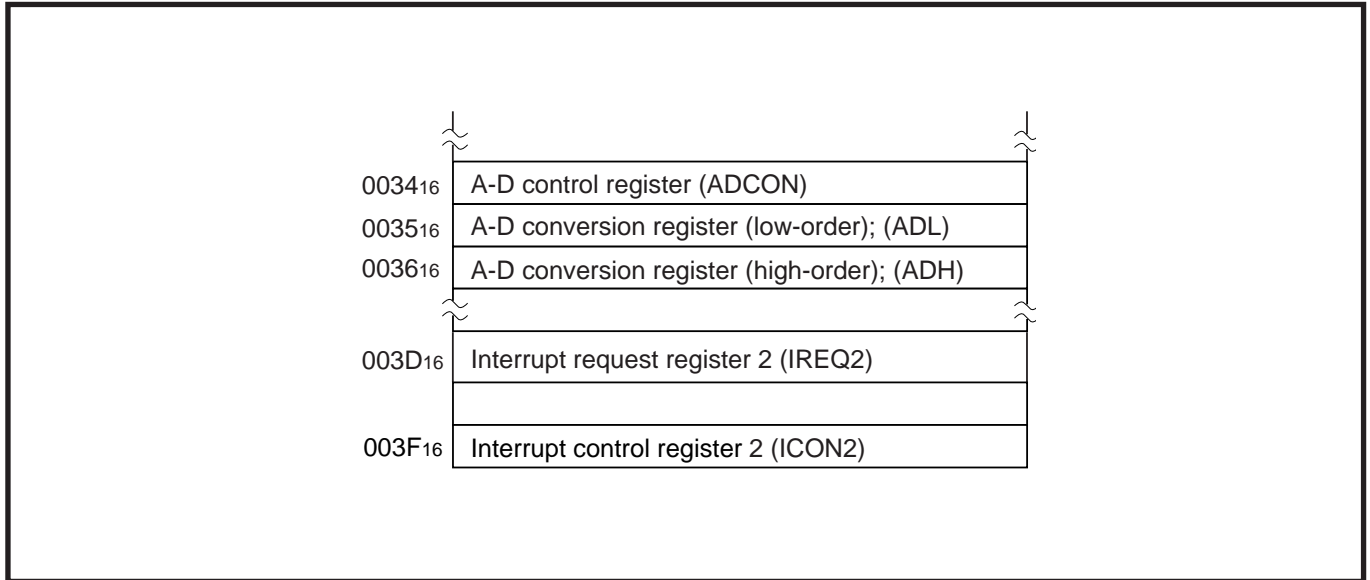 0034₁₆ A-D control register (ADCON)
0035₁₆ A-D conversion register (low-order); (ADL)
0036₁₆ A-D conversion register (high-order); (ADH)
003D₁₆ Interrupt request register 2 (IREQ2)
003F₁₆ Interrupt control register 2 (ICON2)